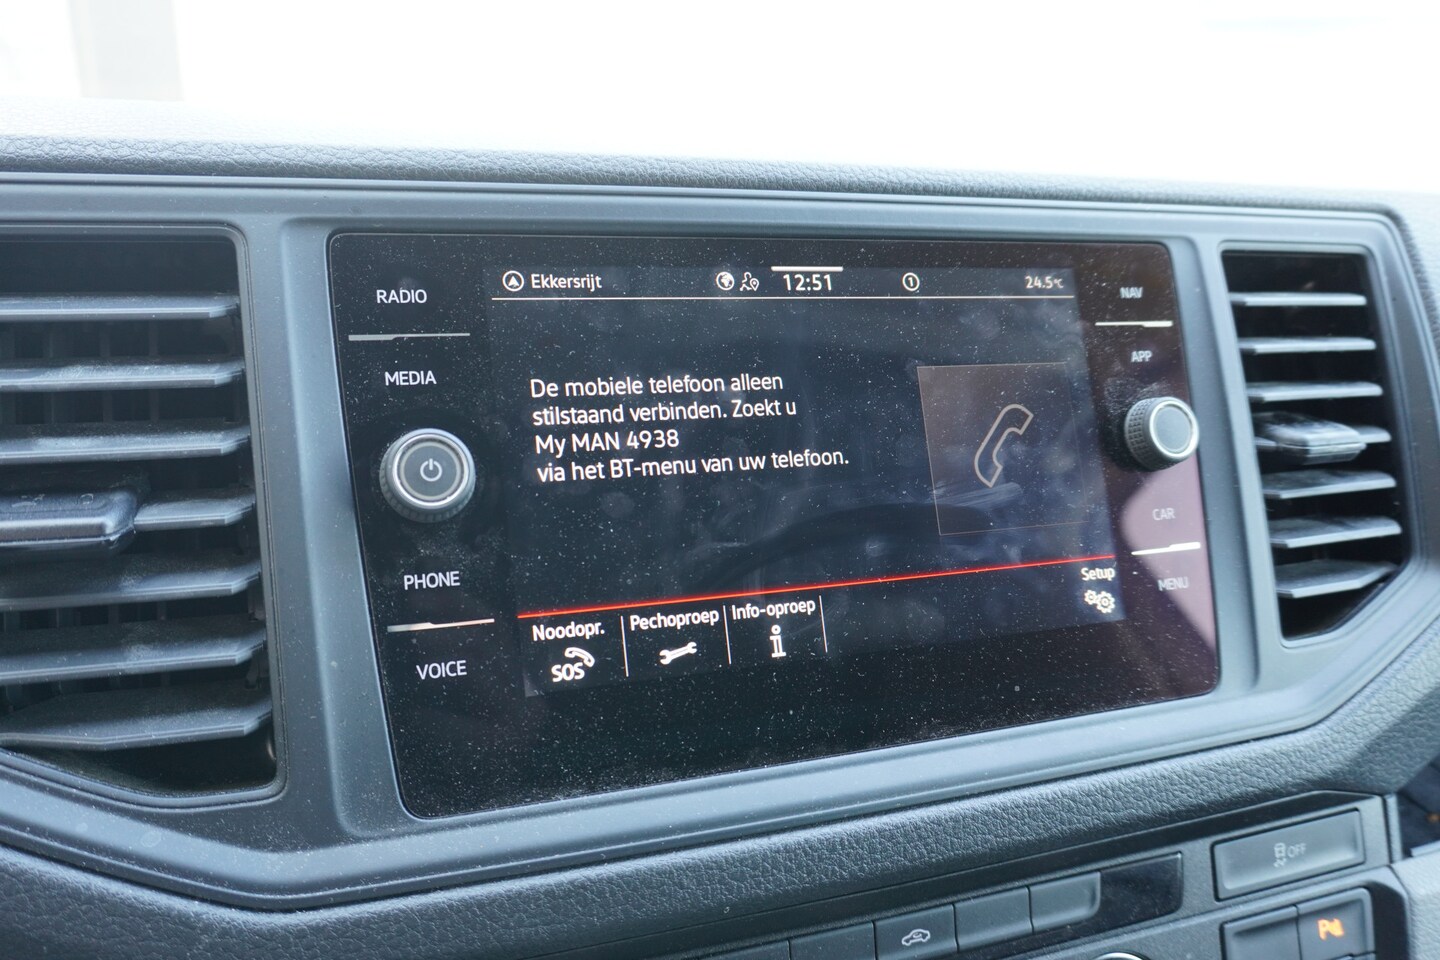 RADIO
MEDIA
PHONE
VOICE
Ekkersrijt
12:51
1
24.5°C
De mobiele telefoon alleen
stilstaand verbinden. Zoekt u
My MAN 4938
via het BT-menu van uw telefoon.
Noodopr.
SOS
Pechoproep
Info-oproep
i
Setup
NAV
APP
CAR
MENU
OFF
P